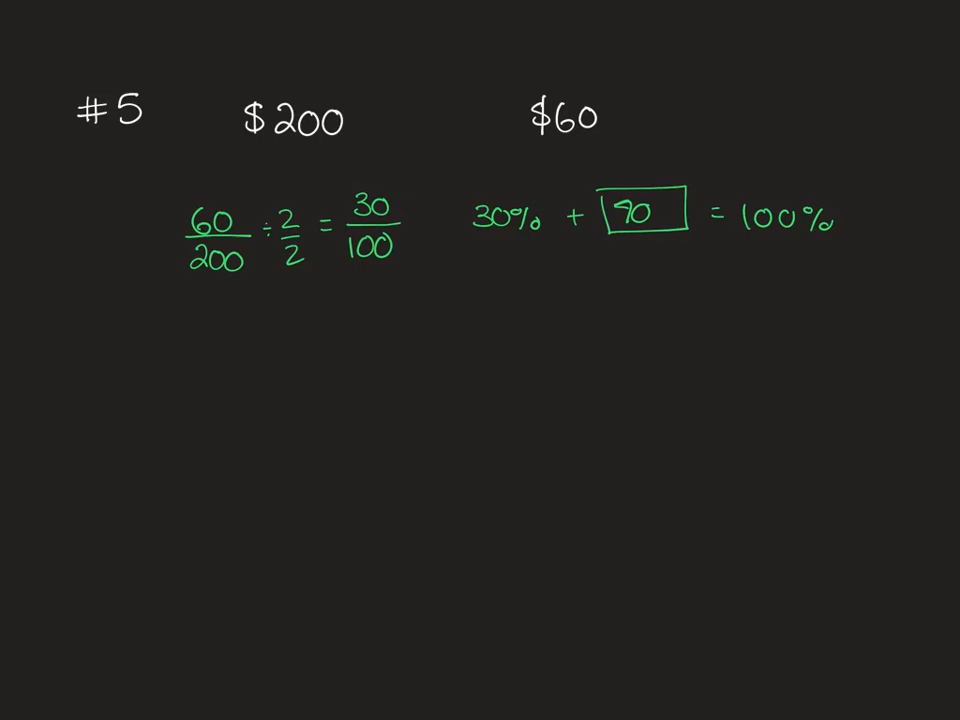 #5 $200 $60
60/200 ÷ 2/2 = 30/100 30% + 70 = 100%